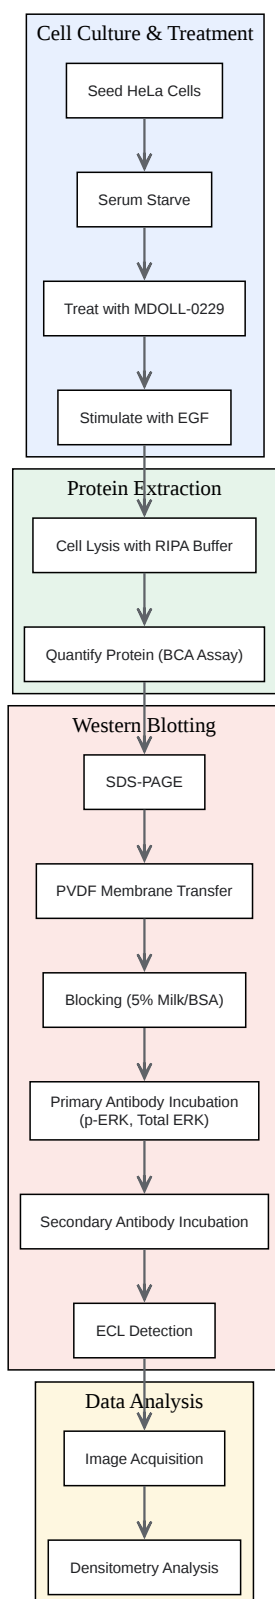 Cell Culture & Treatment
Seed HeLa Cells
Serum Starve
Treat with MDOLL-0229
Stimulate with EGF
Protein Extraction
Cell Lysis with RIPA Buffer
Quantify Protein (BCA Assay)
Western Blotting
SDS-PAGE
PVDF Membrane Transfer
Blocking (5% Milk/BSA)
Primary Antibody Incubation
(p-ERK, Total ERK)
Secondary Antibody Incubation
ECL Detection
Data Analysis
Image Acquisition
Densitometry Analysis